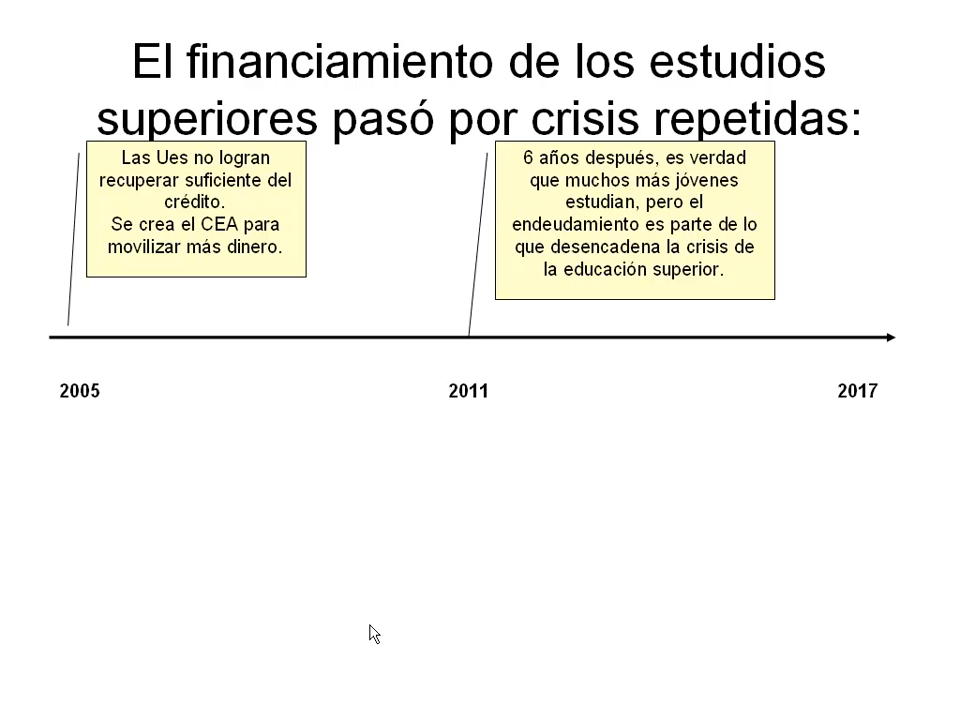 El financiamiento de los estudios
superiores pasó por crisis repetidas:
Las Ues no logran
recuperar suficiente del
crédito.
Se crea el CEA para
movilizar más dinero.
6 años después, es verdad
que muchos más jóvenes
estudian, pero el
endeudamiento es parte de lo
que desencadena la crisis de
la educación superior.
2005
2011
2017